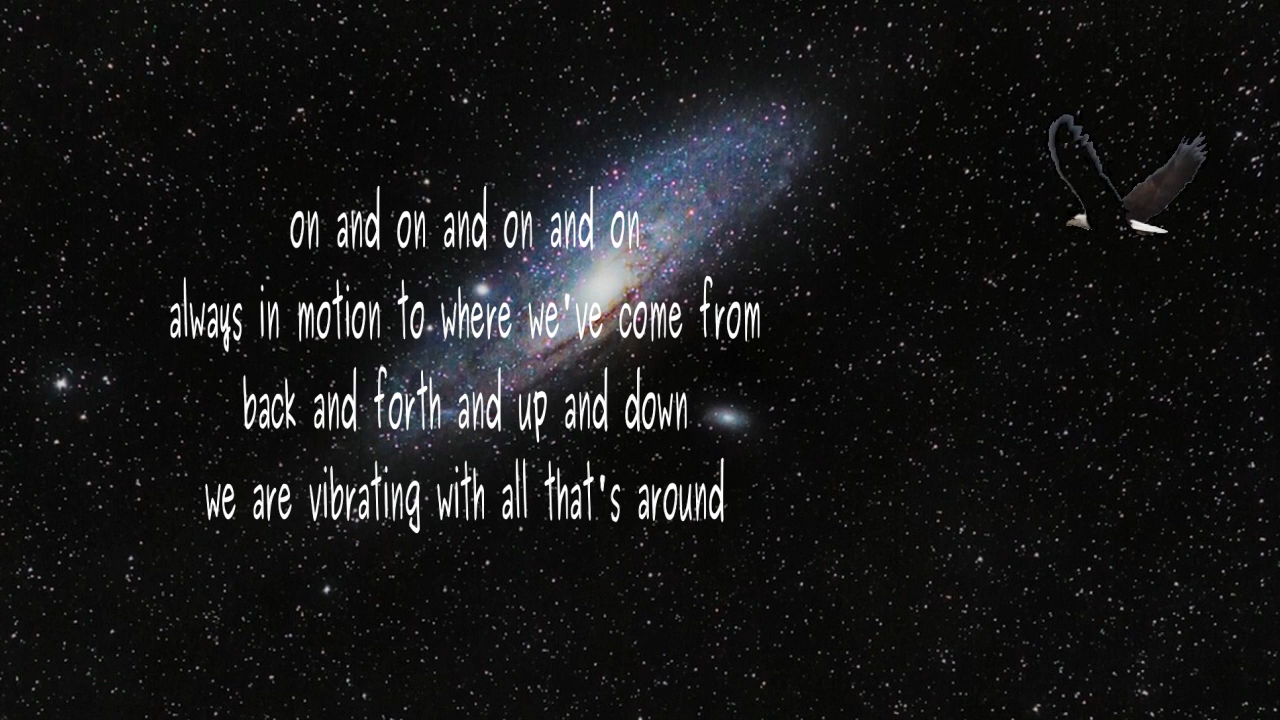 on and on and on and on
always in motion to where we've come from
back and forth and up and down
we are vibrating with all that's around